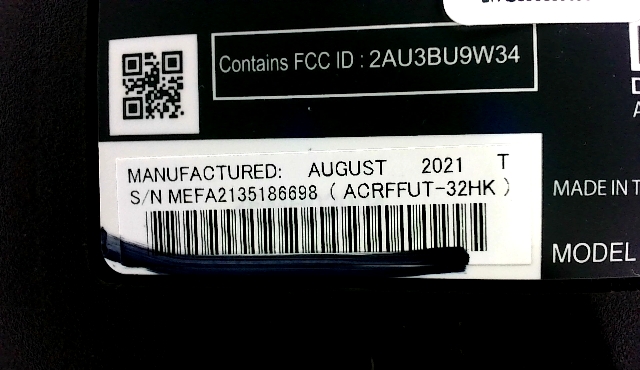 Contains FCC ID : 2AU3BU9W34
MANUFACTURED: AUGUST 2021 T
S/N MEFA2135186698 ( ACRFFUT-32HK )
MADE IN T
MODEL